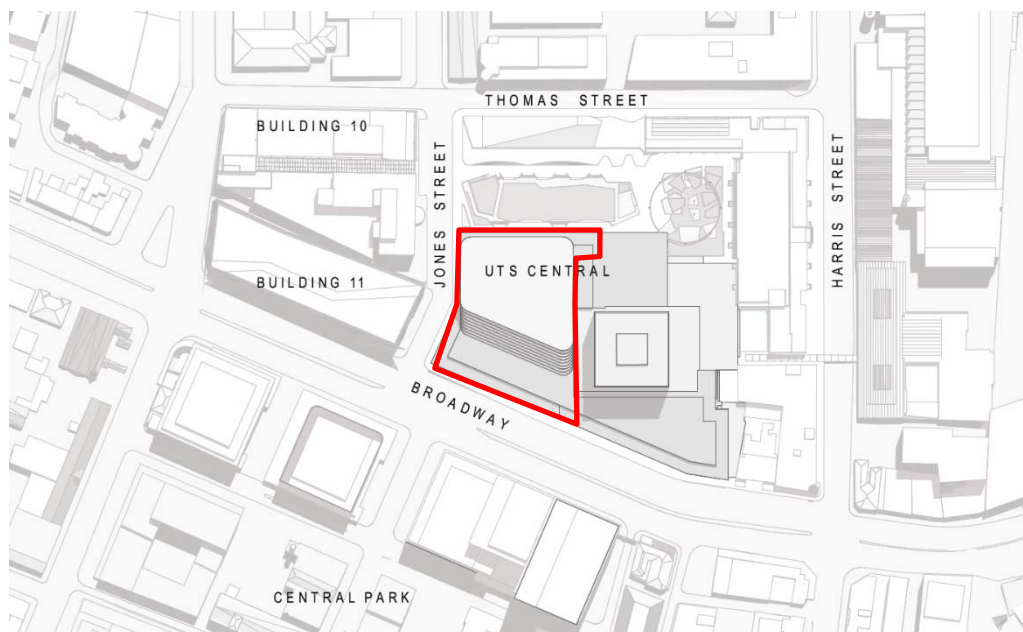 THOMAS STREET
BUILDING 10
JONES STREET
HARRIS STREET
UTS CENTRAL
BUILDING 11
BROADWAY
CENTRAL PARK